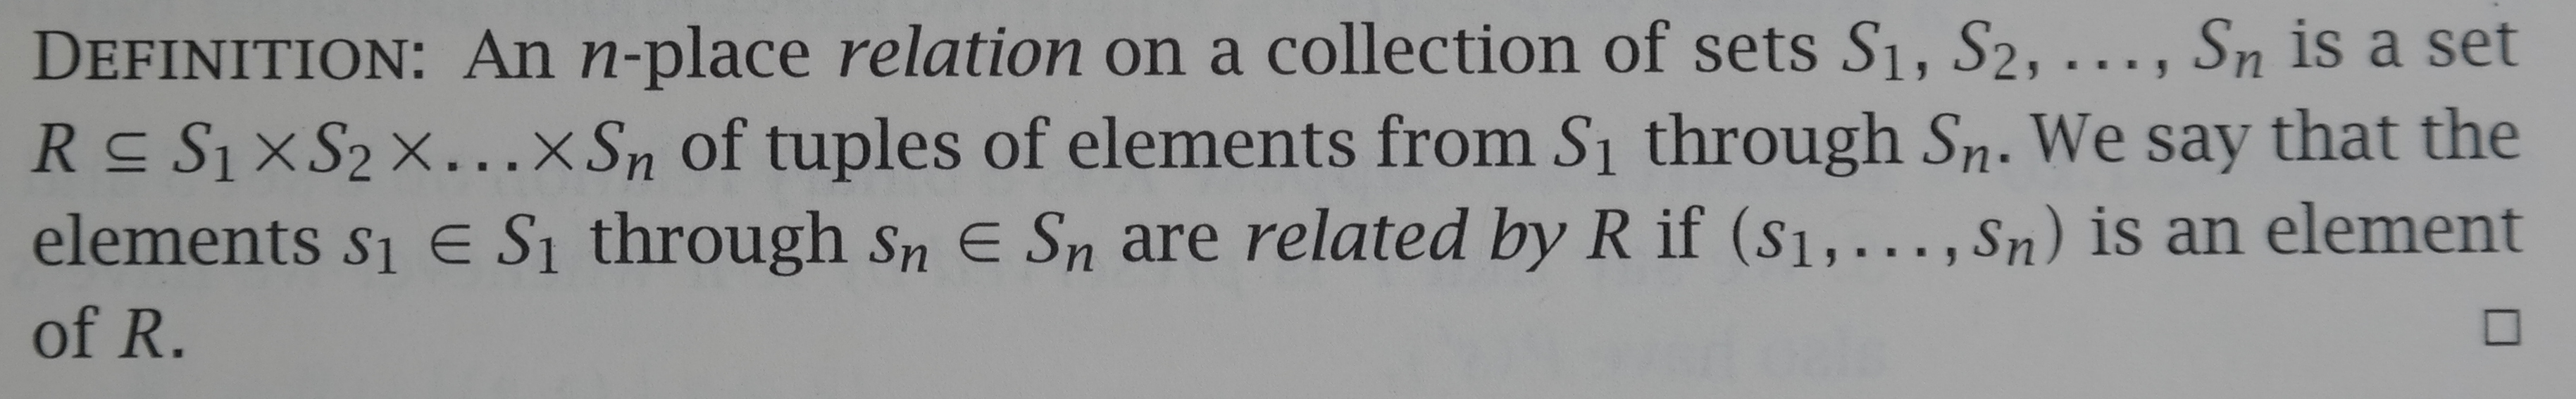 DEFINITION: An n-place relation on a collection of sets S₁, S₂, ..., Sₙ is a set
R ⊆ S₁×S₂×...×Sₙ of tuples of elements from S₁ through Sₙ. We say that the
elements s₁ ∈ S₁ through sₙ ∈ Sₙ are related by R if (s₁,...,sₙ) is an element
of R. □